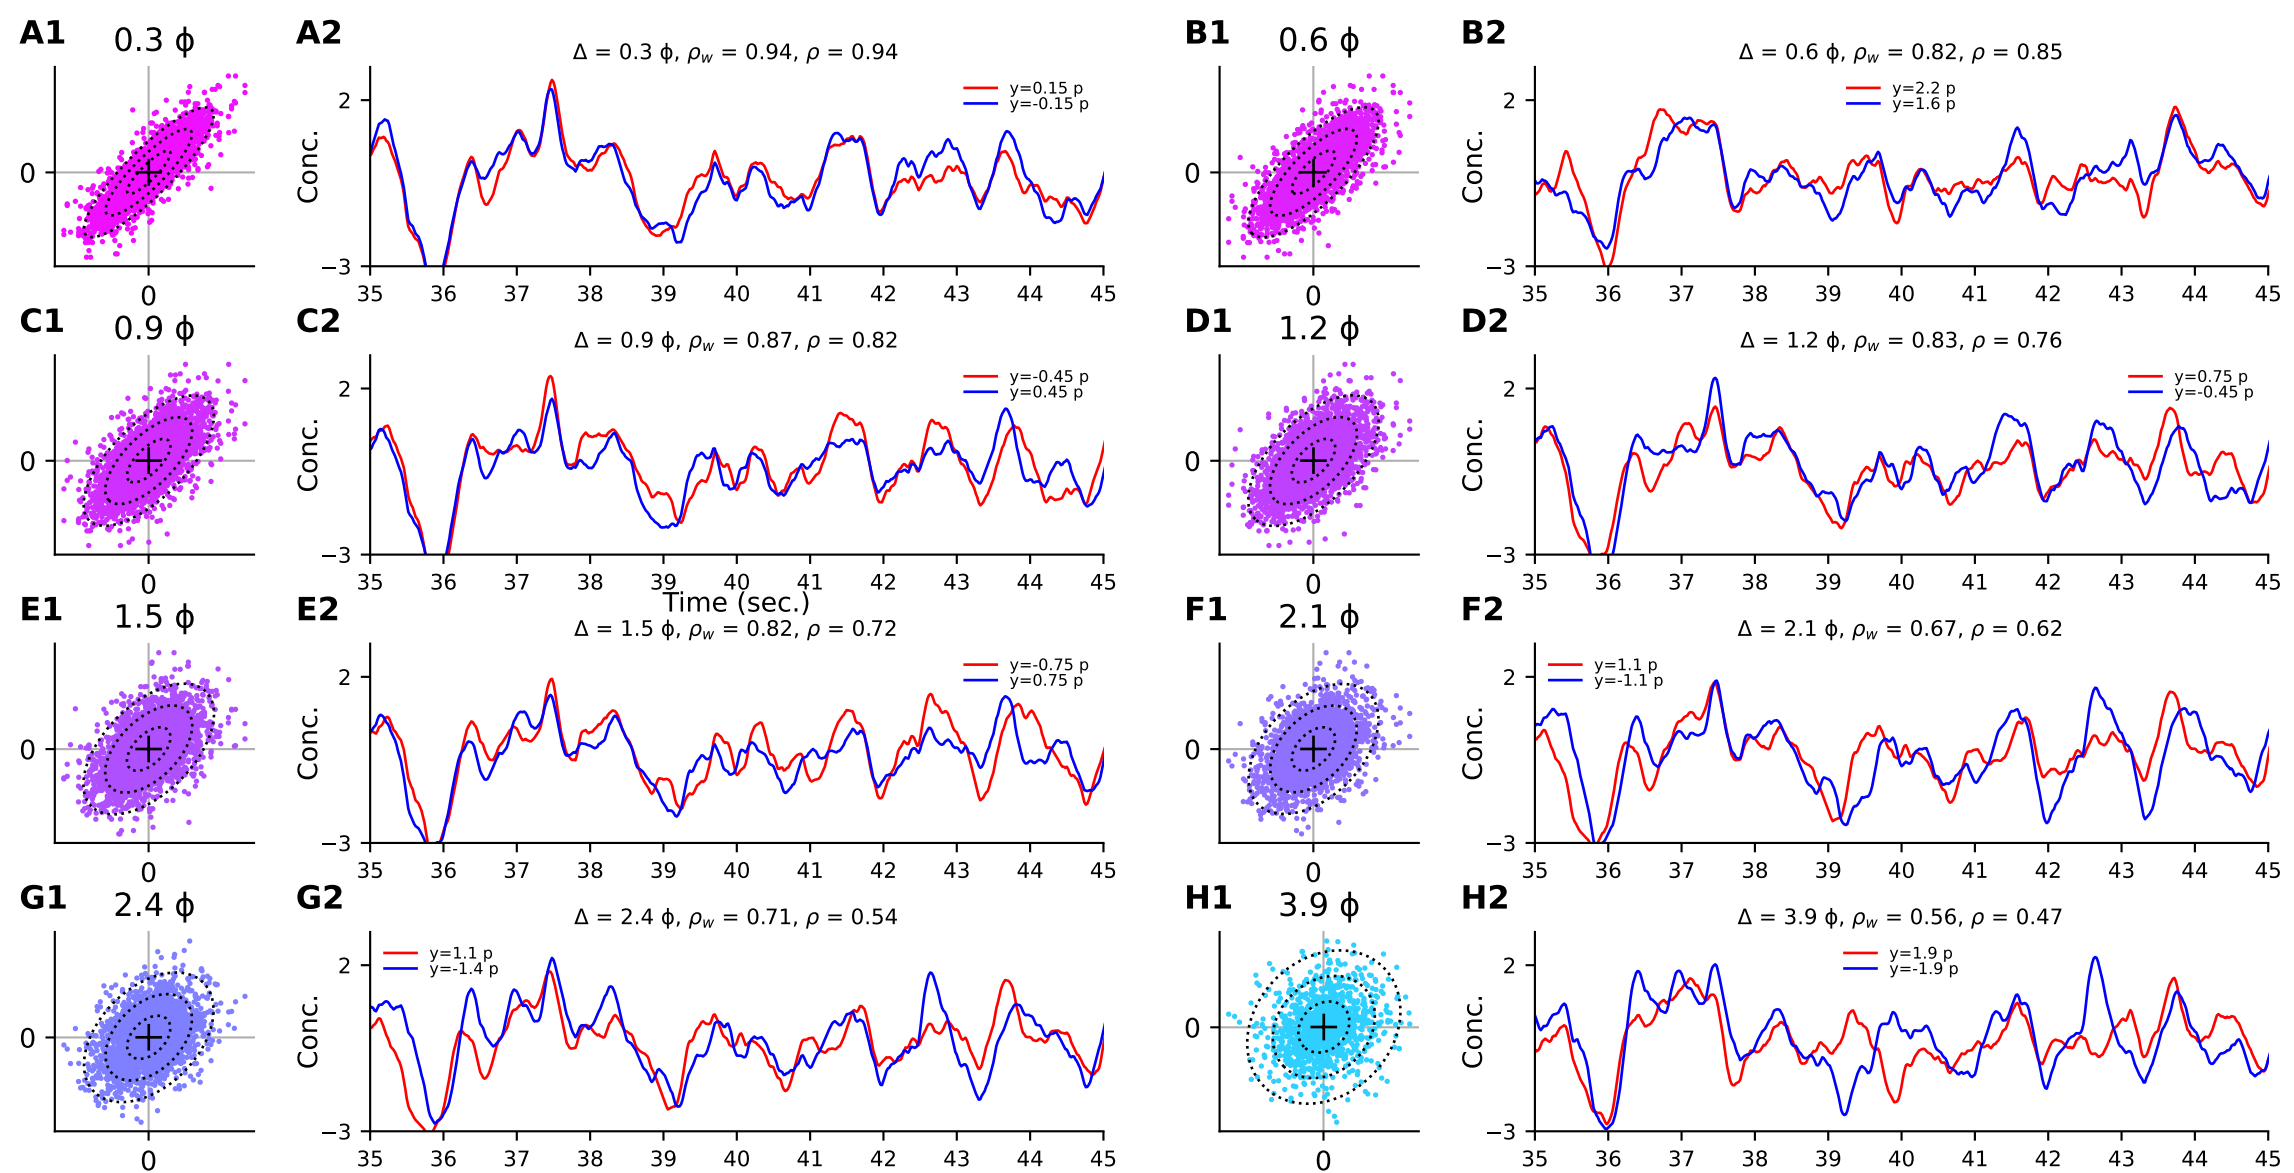 A1
0.3 ϕ
0
0
A2
Δ = 0.3 ϕ, ρw = 0.94, ρ = 0.94
Conc.
2
−3
y=0.15 p
y=-0.15 p
35 36 37 38 39 40 41 42 43 44 45
B1
0.6 ϕ
0
0
B2
Δ = 0.6 ϕ, ρw = 0.82, ρ = 0.85
Conc.
2
−3
y=2.2 p
y=1.6 p
35 36 37 38 39 40 41 42 43 44 45
C1
0.9 ϕ
0
0
C2
Δ = 0.9 ϕ, ρw = 0.87, ρ = 0.82
Conc.
2
−3
y=-0.45 p
y=0.45 p
35 36 37 38 39 40 41 42 43 44 45
Time (sec.)
D1
1.2 ϕ
0
0
D2
Δ = 1.2 ϕ, ρw = 0.83, ρ = 0.76
Conc.
2
−3
y=0.75 p
y=-0.45 p
35 36 37 38 39 40 41 42 43 44 45
E1
1.5 ϕ
0
0
E2
Δ = 1.5 ϕ, ρw = 0.82, ρ = 0.72
Conc.
2
−3
y=-0.75 p
y=0.75 p
35 36 37 38 39 40 41 42 43 44 45
F1
2.1 ϕ
0
0
F2
Δ = 2.1 ϕ, ρw = 0.67, ρ = 0.62
Conc.
2
−3
y=1.1 p
y=-1.1 p
35 36 37 38 39 40 41 42 43 44 45
G1
2.4 ϕ
0
0
G2
Δ = 2.4 ϕ, ρw = 0.71, ρ = 0.54
Conc.
2
−3
y=1.1 p
y=-1.4 p
35 36 37 38 39 40 41 42 43 44 45
H1
3.9 ϕ
0
0
H2
Δ = 3.9 ϕ, ρw = 0.56, ρ = 0.47
Conc.
2
−3
y=1.9 p
y=-1.9 p
35 36 37 38 39 40 41 42 43 44 45